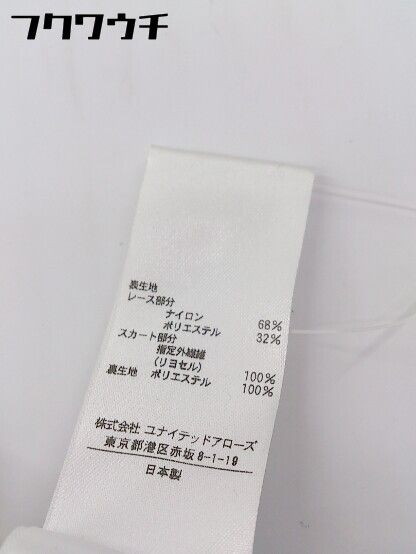 フクワウチ
表生地
レース部分
ナイロン 68%
ポリエステル 32%
スカート部分
指定外繊維
(リヨセル) 100%
裏生地 ポリエステル 100%
株式会社 ユナイテッドアローズ
東京都港区赤坂8-1-19
日本製